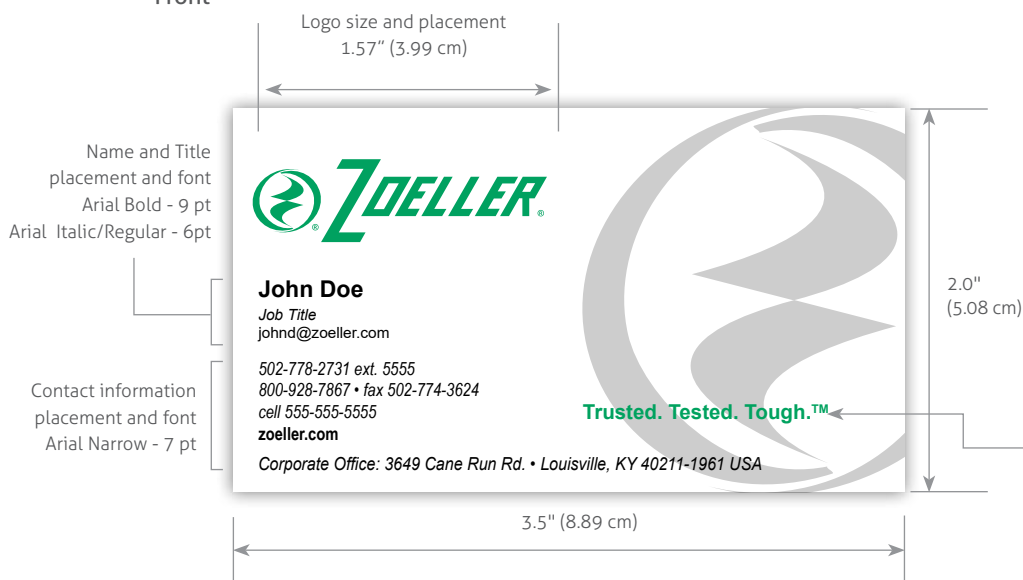 Front
Logo size and placement
1.57” (3.99 cm)
Name and Title
placement and font
Arial Bold - 9 pt
Arial Italic/Regular - 6pt
ZOELLER®
®
John Doe
Job Title
johnd@zoeller.com
502-778-2731 ext. 5555
800-928-7867 • fax 502-774-3624
cell 555-555-5555
zoeller.com
Corporate Office: 3649 Cane Run Rd. • Louisville, KY 40211-1961 USA
Trusted. Tested. Tough.™
Contact information
placement and font
Arial Narrow - 7 pt
2.0"
(5.08 cm)
3.5" (8.89 cm)